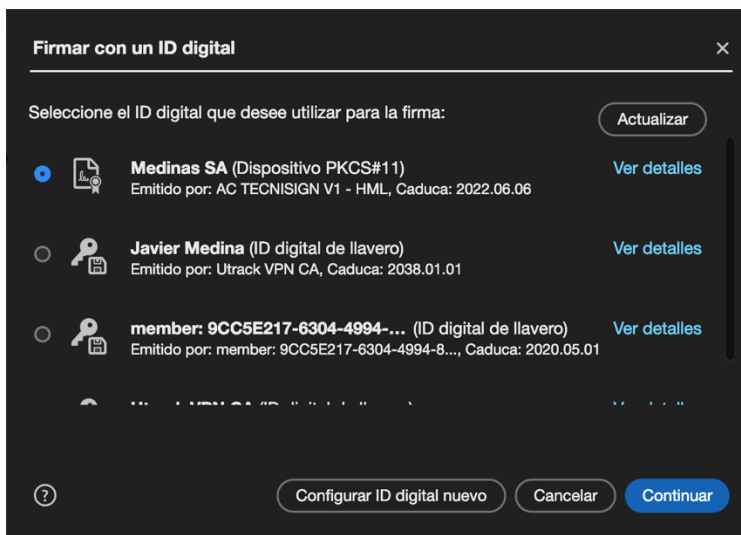 Firmar con un ID digital
Seleccione el ID digital que desee utilizar para la firma:
Actualizar
Medinas SA (Dispositivo PKCS#11)
Ver detalles
Emitido por: AC TECNISIGN V1 - HML, Caduca: 2022.06.06
Javier Medina (ID digital de llavero)
Ver detalles
Emitido por: Utrack VPN CA, Caduca: 2038.01.01
member: 9CC5E217-6304-4994-... (ID digital de llavero)
Ver detalles
Emitido por: member: 9CC5E217-6304-4994-8..., Caduca: 2020.05.01
Configurar ID digital nuevo
Cancelar
Continuar